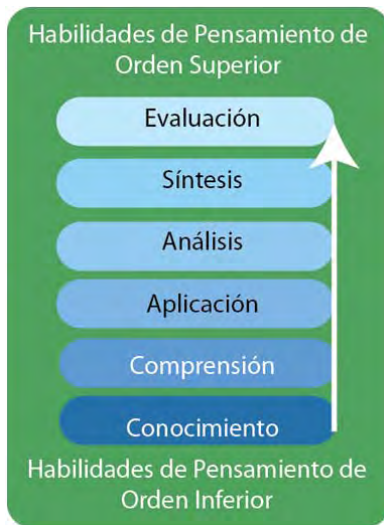 Habilidades de Pensamiento de
Orden Superior
Evaluación
Síntesis
Análisis
Aplicación
Comprensión
Conocimiento
Habilidades de Pensamiento de
Orden Inferior